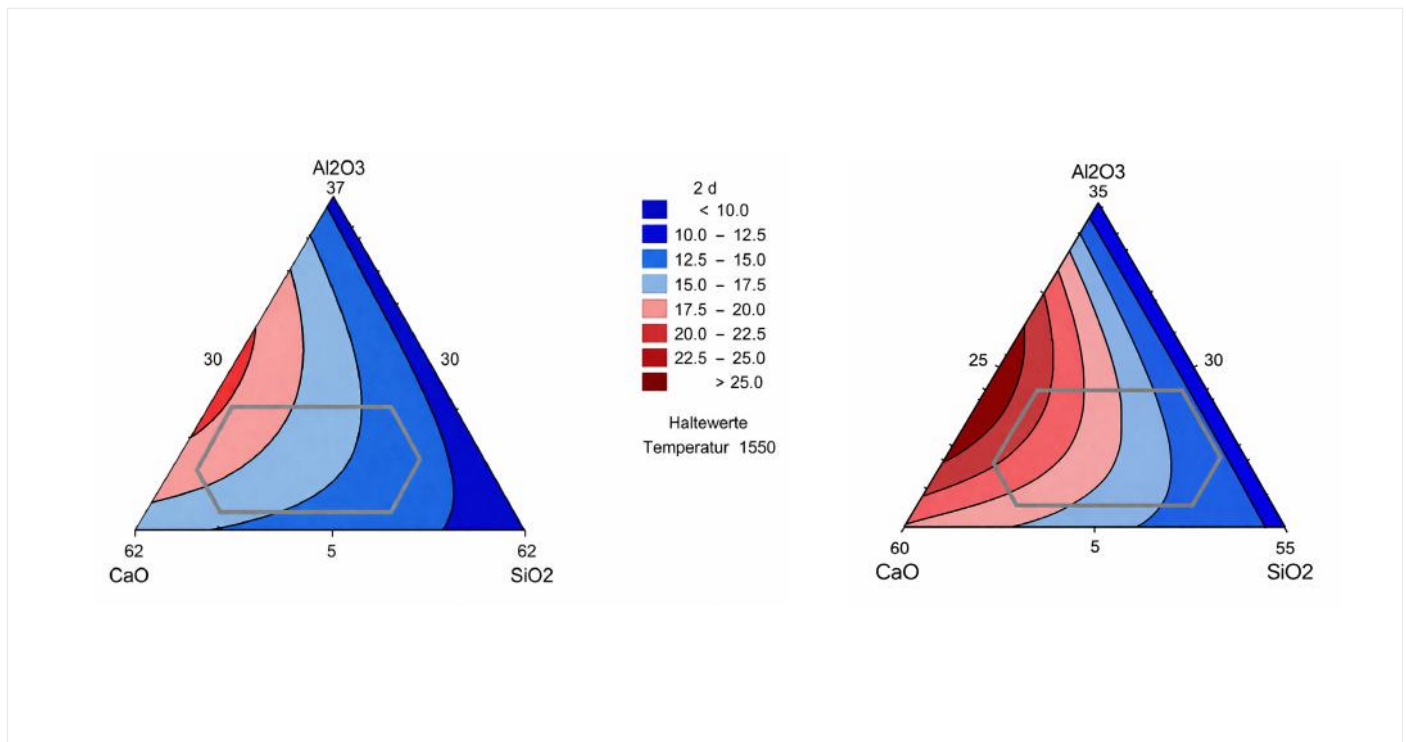 Al2O3
37
30
30
62
5
62
CaO
SiO2
2 d
< 10.0
10.0 – 12.5
12.5 – 15.0
15.0 – 17.5
17.5 – 20.0
20.0 – 22.5
22.5 – 25.0
> 25.0
Haltewerte
Temperatur 1550
Al2O3
35
25
30
60
5
55
CaO
SiO2